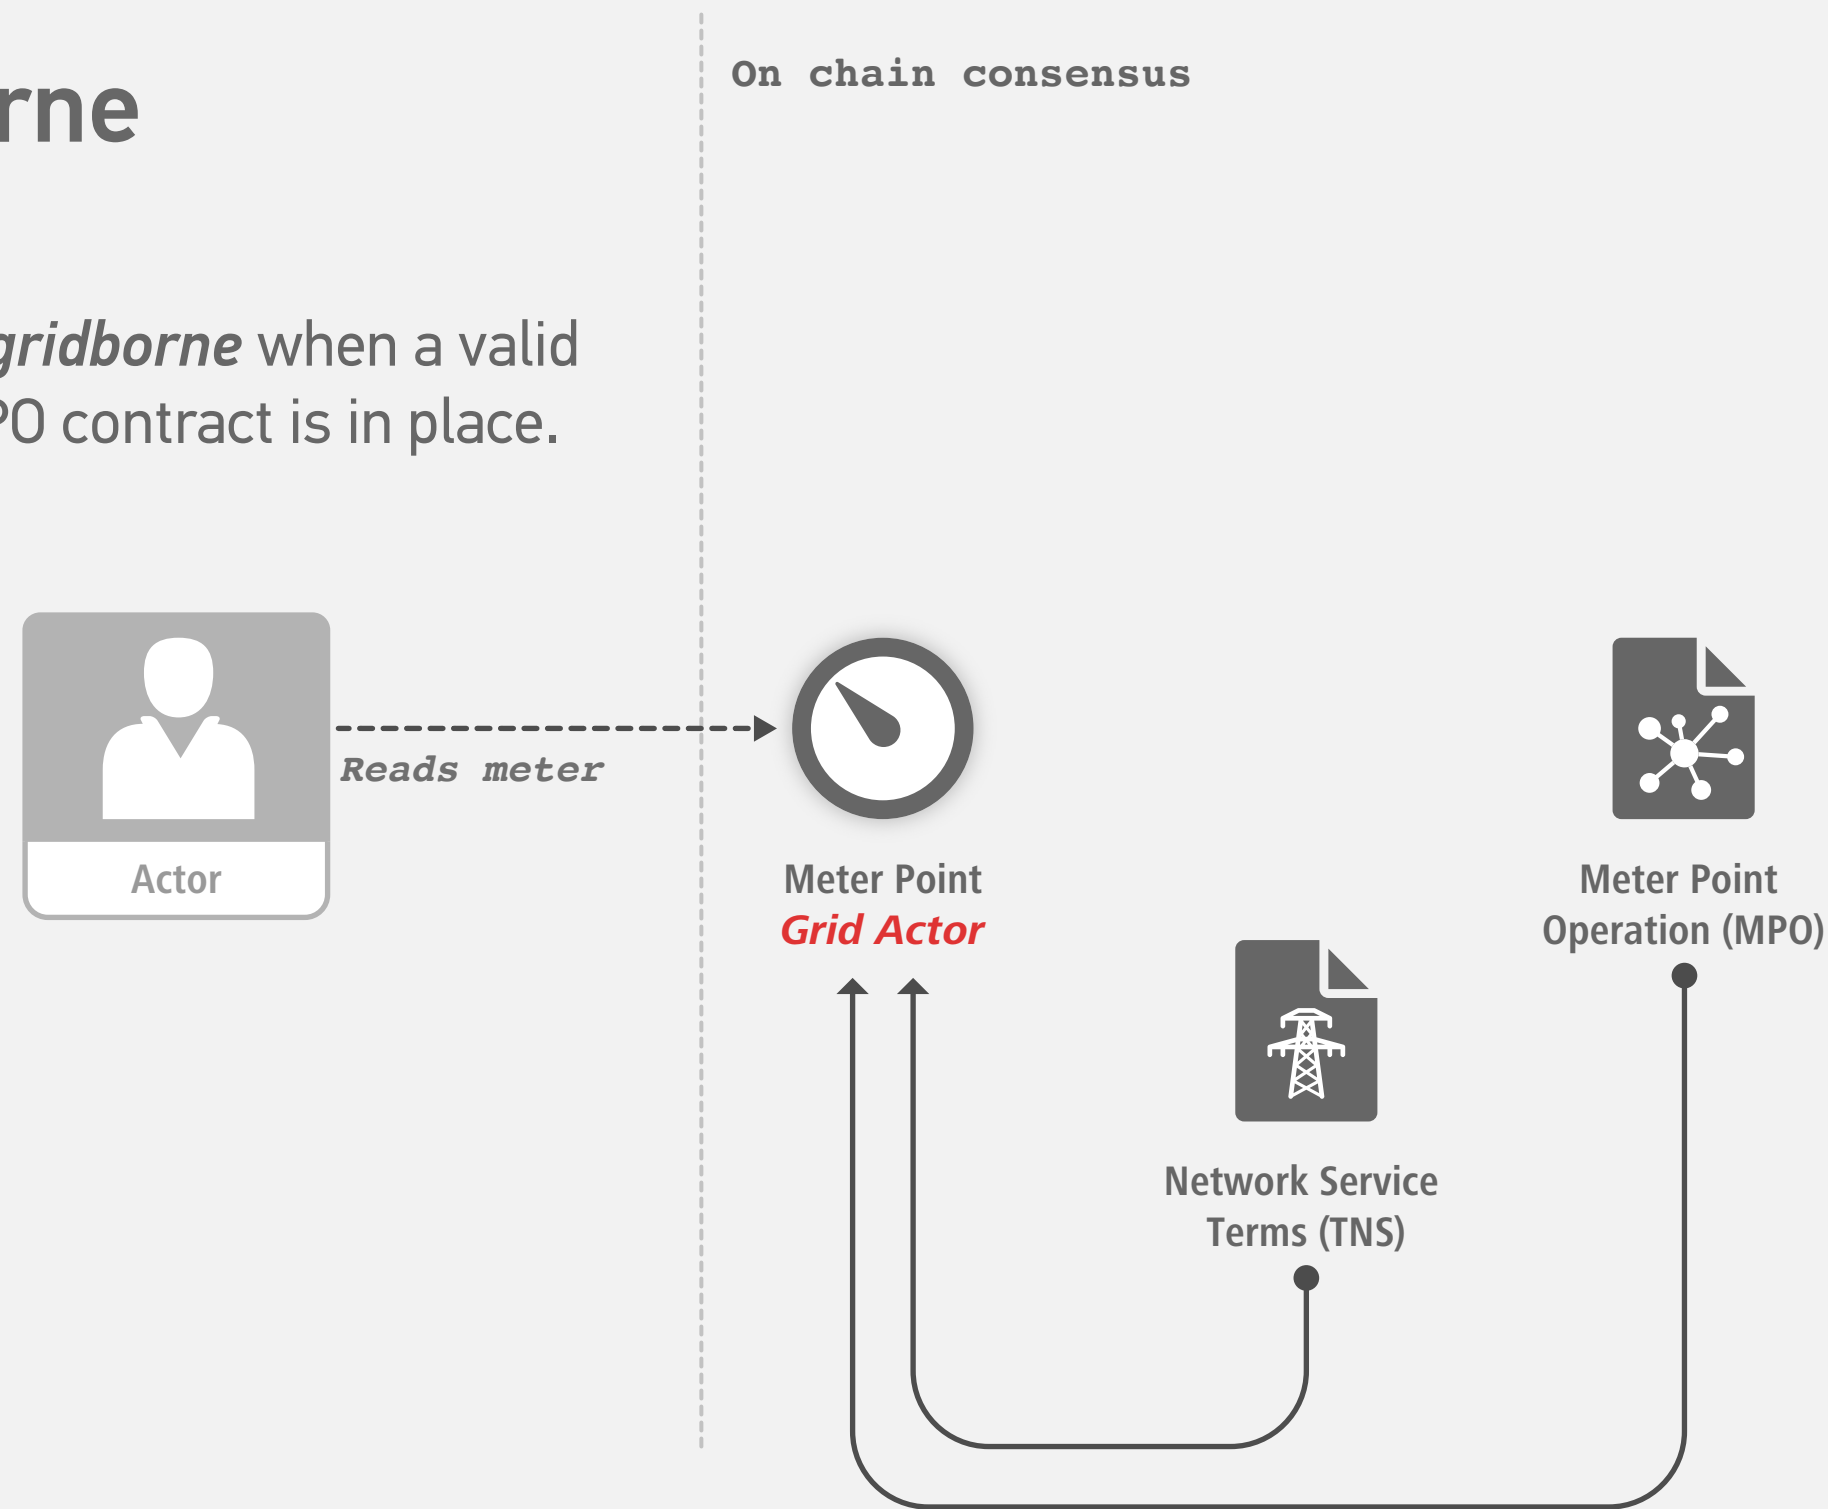 rne
On chain consensus
gridborne when a valid
PO contract is in place.
Reads meter
Actor
Meter Point
Grid Actor
Meter Point
Operation (MPO)
Network Service
Terms (TNS)